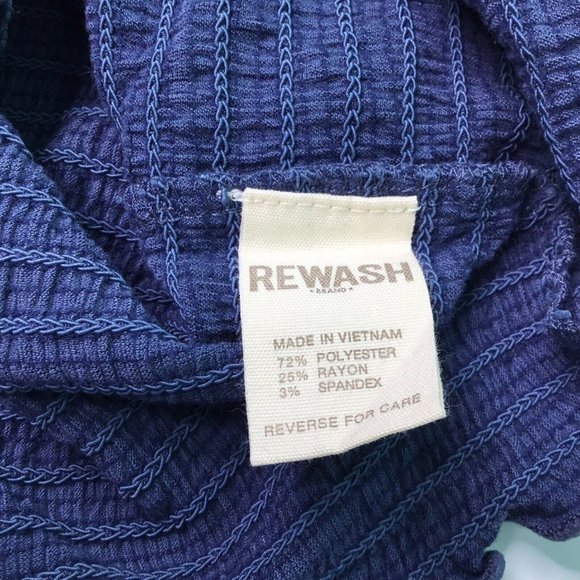 REWASH
• BRAND •
MADE IN VIETNAM
72% POLYESTER
25% RAYON
3% SPANDEX
REVERSE FOR CARE